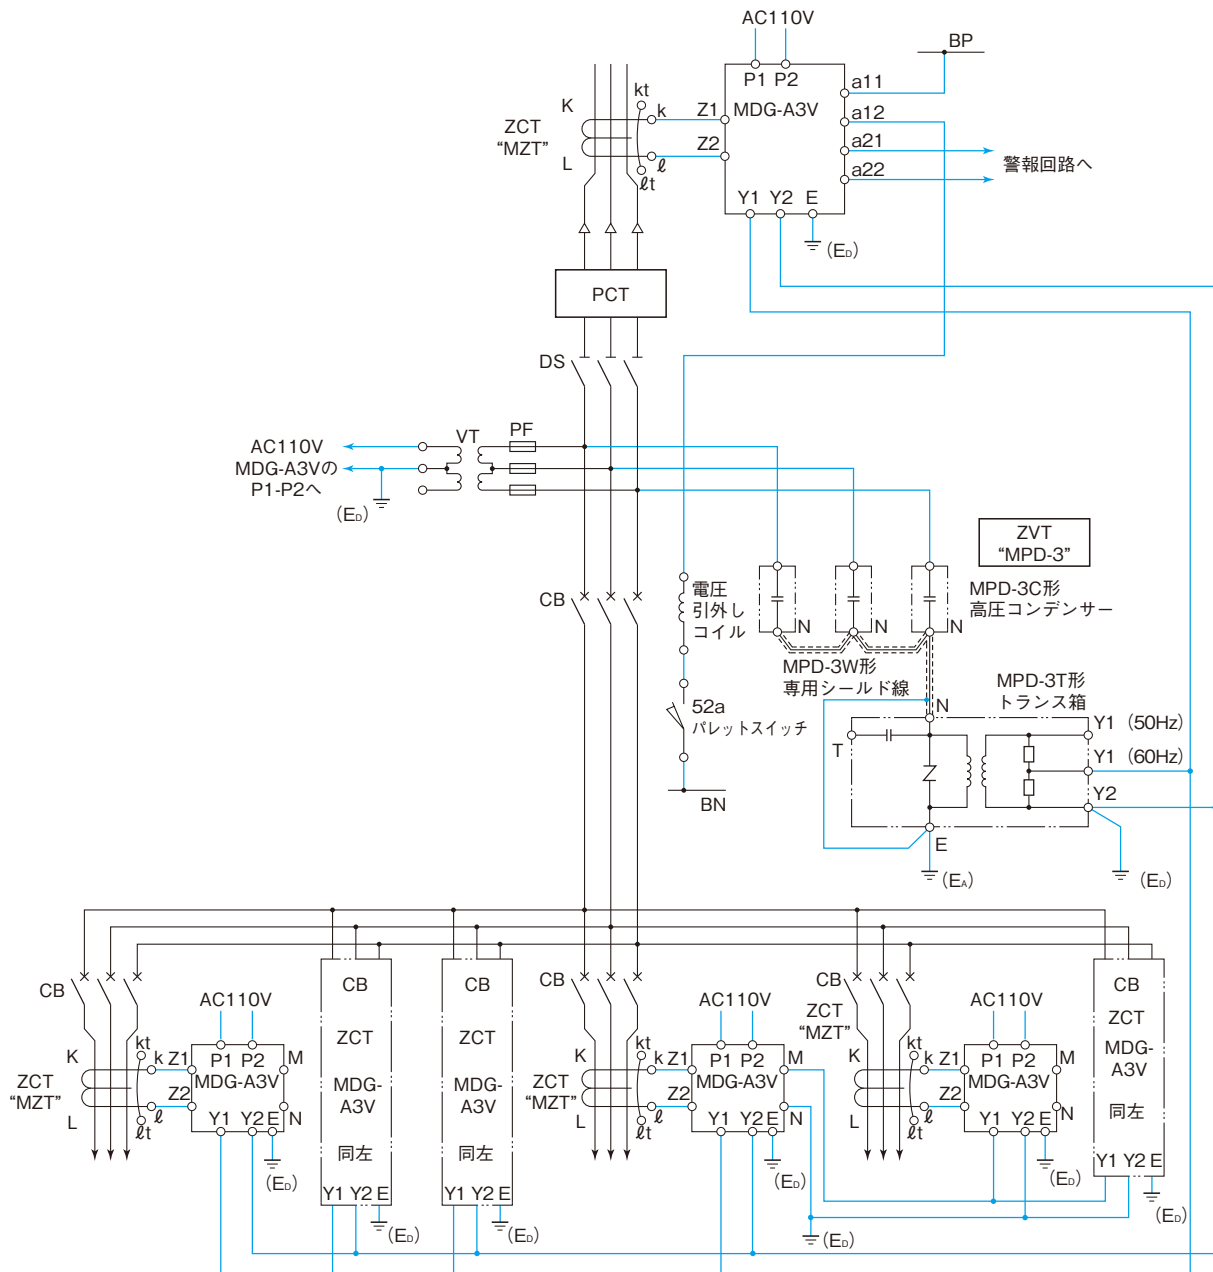 AC110V
BP
P1 P2
MDG-A3V
a11
a12
a21
a22
警報回路へ
kt
K
k
Z1
ZCT
“MZT”
Z2
L
ℓ
ℓt
Y1 Y2 E
(ED)
PCT
DS
VT
PF
AC110V
MDG-A3Vの
P1-P2へ
(ED)
ZVT
“MPD-3”
CB
電圧
引外し
コイル
N
N
N
MPD-3C形
高圧コンデンサー
MPD-3W形
専用シールド線
MPD-3T形
トランス箱
52a
パレットスイッチ
N
T
Y1 (50Hz)
Y1 (60Hz)
Y2
BN
E
(EA)
(ED)
CB
AC110V
kt
K
k
Z1
P1 P2
M
MDG-A3V
ZCT
“MZT”
Z2
L
ℓ
ℓt
Y1 Y2 E
N
(ED)
CB
ZCT
MDG-
A3V
同左
Y1 Y2 E
(ED)
CB
ZCT
MDG-
A3V
同左
Y1 Y2 E
CB
AC110V
kt
K
k
Z1
P1 P2
M
MDG-A3V
ZCT
“MZT”
Z2
L
ℓ
ℓt
Y1 Y2 E
N
(ED)
(ED)
CB
ZCT
“MZT”
AC110V
kt
K
k
Z1
P1 P2
M
MDG-A3V
Z2
L
ℓ
ℓt
Y1 Y2 E
N
(ED)
CB
ZCT
MDG-
A3V
同左
Y1 Y2 E
(ED)
(ED)